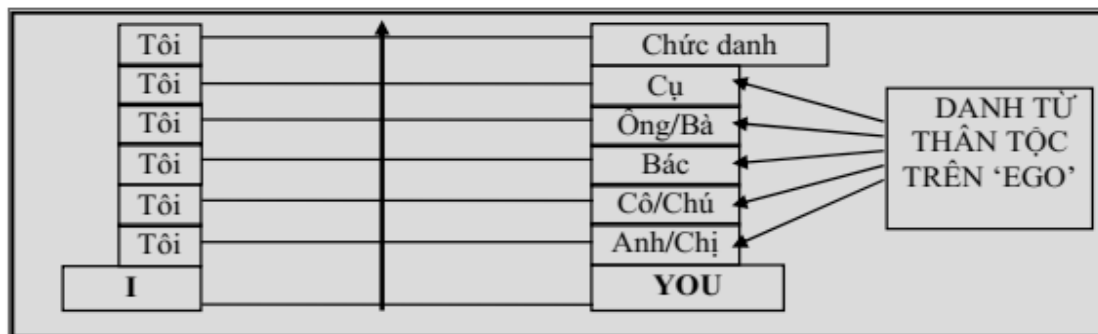 Tôi Chức danh
Tôi Cụ
Tôi Ông/Bà
Tôi Bác
Tôi Cô/Chú
Tôi Anh/Chị
I YOU
DANH TỪ
THÂN TỘC
TRÊN ‘EGO’